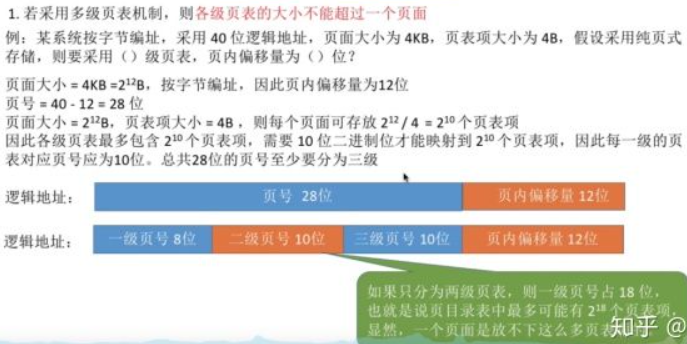 1. 若采用多级页表机制，则各级页表的大小不能超过一个页面
例：某系统按字节编址，采用 40 位逻辑地址，页面大小为 4KB，页表项大小为 4B，假设采用纯页式
存储，则要采用（）级页表，页内偏移量为（）位？
页面大小 = 4KB =2¹²B，按字节编址，因此页内偏移量为12位
页号 = 40 - 12 = 28 位
页面大小 = 2¹²B，页表项大小 = 4B ，则每个页面可存放 2¹² / 4 = 2¹⁰ 个页表项
因此各级页表最多包含 2¹⁰ 个页表项，需要 10 位二进制位才能映射到 2¹⁰ 个页表项，因此每一级的页
表对应页号应为10位。总共28位的页号至少要分为三级
逻辑地址： 页号 28位 页内偏移量 12位
逻辑地址： 一级页号 8位 二级页号 10位 三级页号 10位 页内偏移量 12位
如果只分为两级页表，则一级页号占 18 位，
也就是说页目录表中最多可能有 2¹⁸ 个页表项，
显然，一个页面是放不下这么多页表
知乎 @